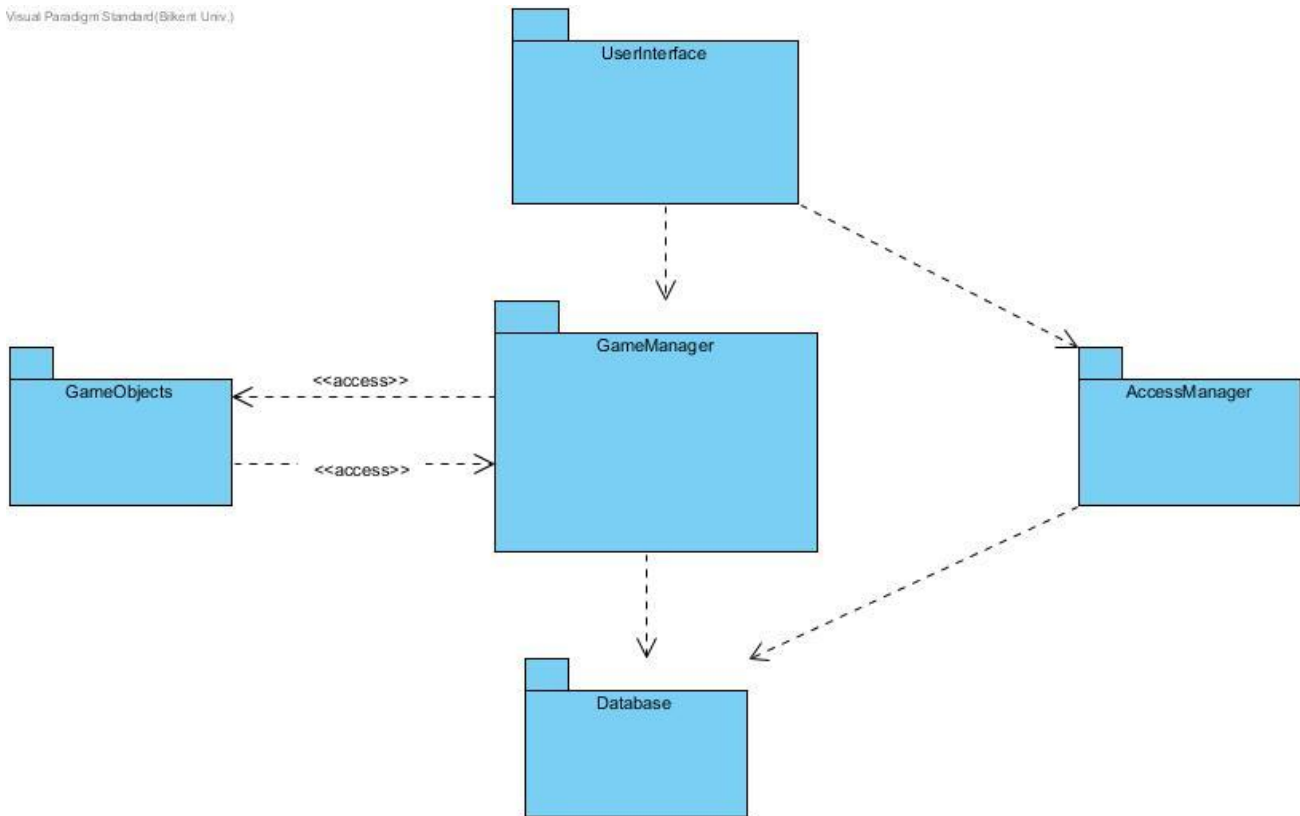 Visual Paradigm Standard(Bilkent Univ.)
UserInterface
GameManager
GameObjects
<<access>>
AccessManager
<<access>>
Database